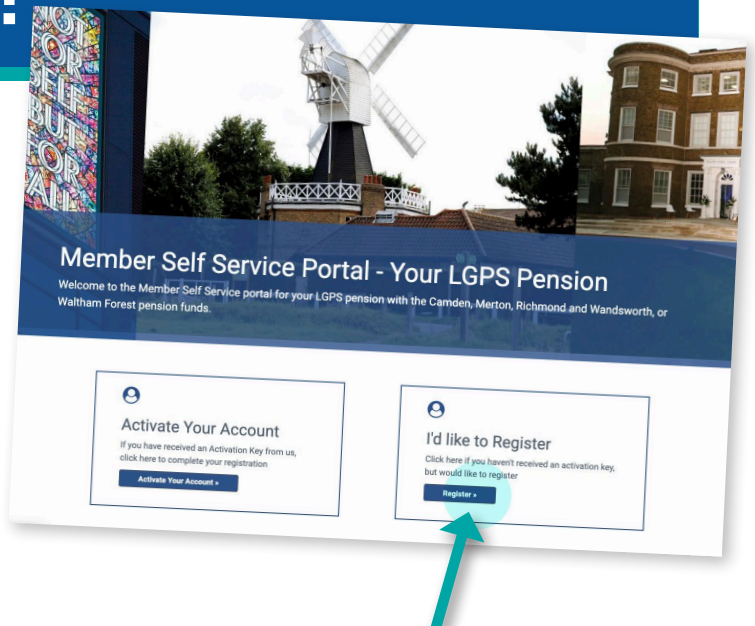 NOT
FOR
SELF
BUT
FOR
ALL
Member Self Service Portal - Your LGPS Pension
Welcome to the Member Self Service portal for your LGPS pension with the Camden, Merton, Richmond and Wandsworth, or
Waltham Forest pension funds.
Activate Your Account
If you have received an Activation Key from us,
click here to complete your registration
Activate Your Account »
I'd like to Register
Click here if you haven't received an activation key,
but would like to register
Register »